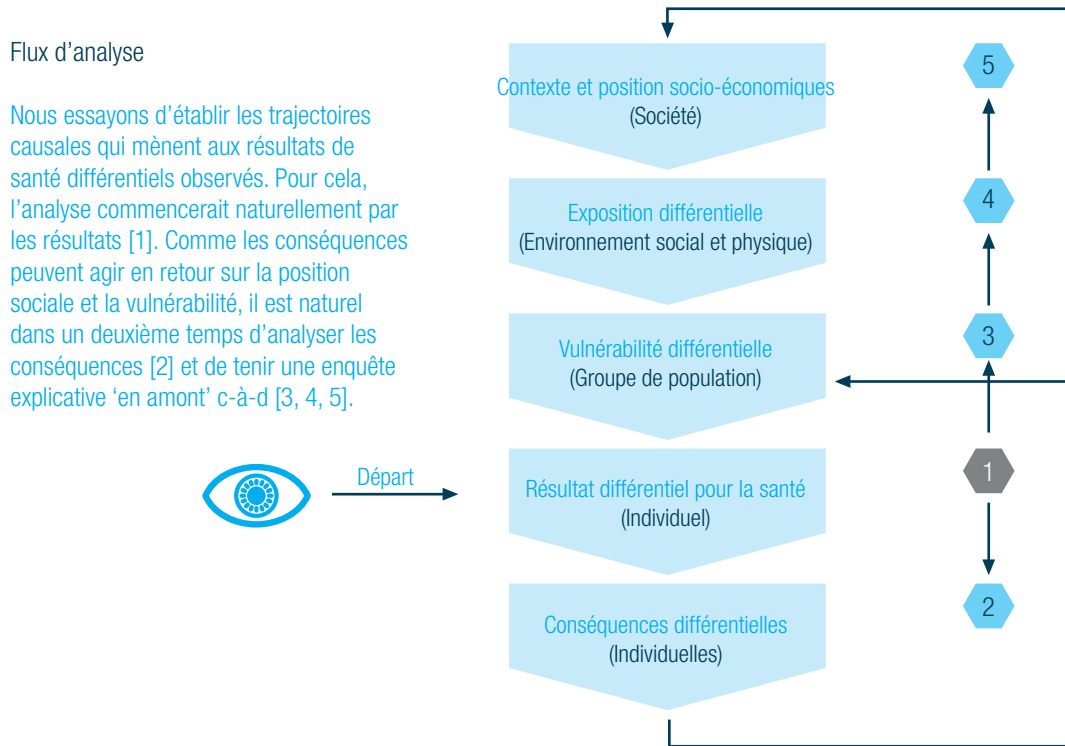 Flux d’analyse
Nous essayons d’établir les trajectoires
causales qui mènent aux résultats de
santé différentiels observés. Pour cela,
l’analyse commencerait naturellement par
les résultats [1]. Comme les conséquences
peuvent agir en retour sur la position
sociale et la vulnérabilité, il est naturel
dans un deuxième temps d’analyser les
conséquences [2] et de tenir une enquête
explicative ‘en amont’ c-à-d [3, 4, 5].
Départ
Contexte et position socio-économiques
(Société)
5
Exposition différentielle
(Environnement social et physique)
4
Vulnérabilité différentielle
(Groupe de population)
3
Résultat différentiel pour la santé
(Individuel)
1
Conséquences différentielles
(Individuelles)
2